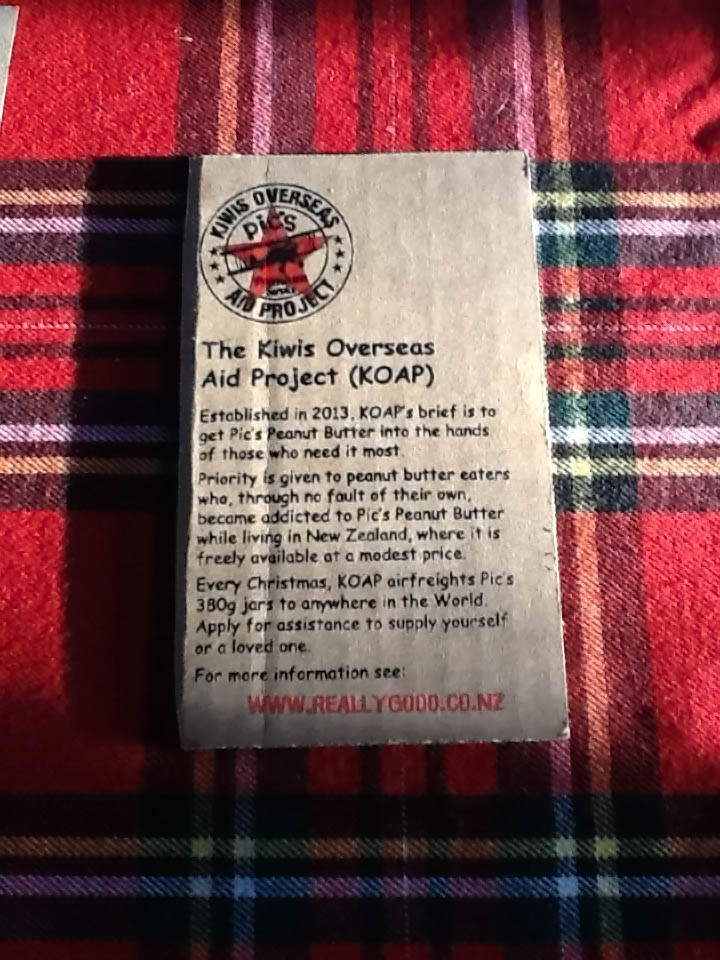 KIWIS OVERSEAS
PiC'S
AID PROJECT
The Kiwis Overseas
Aid Project (KOAP)
Established in 2013, KOAP's brief is to
get Pic's Peanut Butter into the hands
of those who need it most.
Priority is given to peanut butter eaters
who, through no fault of their own,
became addicted to Pic's Peanut Butter
while living in New Zealand, where it is
freely available at a modest price.
Every Christmas, KOAP airfreights Pic's
380g jars to anywhere in the World.
Apply for assistance to supply yourself
or a loved one.
For more information see:
WWW.REALLYGOOD.CO.NZ